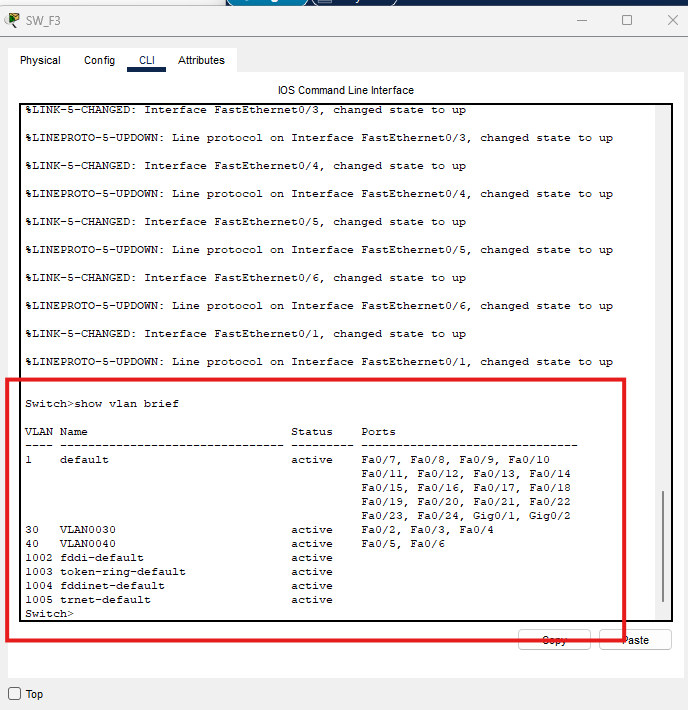 SW_F3
Physical Config CLI Attributes
IOS Command Line Interface
%LINK-5-CHANGED: Interface FastEthernet0/3, changed state to up
%LINEPROTO-5-UPDOWN: Line protocol on Interface FastEthernet0/3, changed state to up
%LINK-5-CHANGED: Interface FastEthernet0/4, changed state to up
%LINEPROTO-5-UPDOWN: Line protocol on Interface FastEthernet0/4, changed state to up
%LINK-5-CHANGED: Interface FastEthernet0/5, changed state to up
%LINEPROTO-5-UPDOWN: Line protocol on Interface FastEthernet0/5, changed state to up
%LINK-5-CHANGED: Interface FastEthernet0/6, changed state to up
%LINEPROTO-5-UPDOWN: Line protocol on Interface FastEthernet0/6, changed state to up
%LINK-5-CHANGED: Interface FastEthernet0/1, changed state to up
%LINEPROTO-5-UPDOWN: Line protocol on Interface FastEthernet0/1, changed state to up
Switch>show vlan brief
VLAN Name Status Ports
---- -------------------------------- --------- -------------------------------
1 default active Fa0/7, Fa0/8, Fa0/9, Fa0/10
Fa0/11, Fa0/12, Fa0/13, Fa0/14
Fa0/15, Fa0/16, Fa0/17, Fa0/18
Fa0/19, Fa0/20, Fa0/21, Fa0/22
Fa0/23, Fa0/24, Gig0/1, Gig0/2
30 VLAN0030 active Fa0/2, Fa0/3, Fa0/4
40 VLAN0040 active Fa0/5, Fa0/6
1002 fddi-default active
1003 token-ring-default active
1004 fddinet-default active
1005 trnet-default active
Switch>
Copy Paste
Top